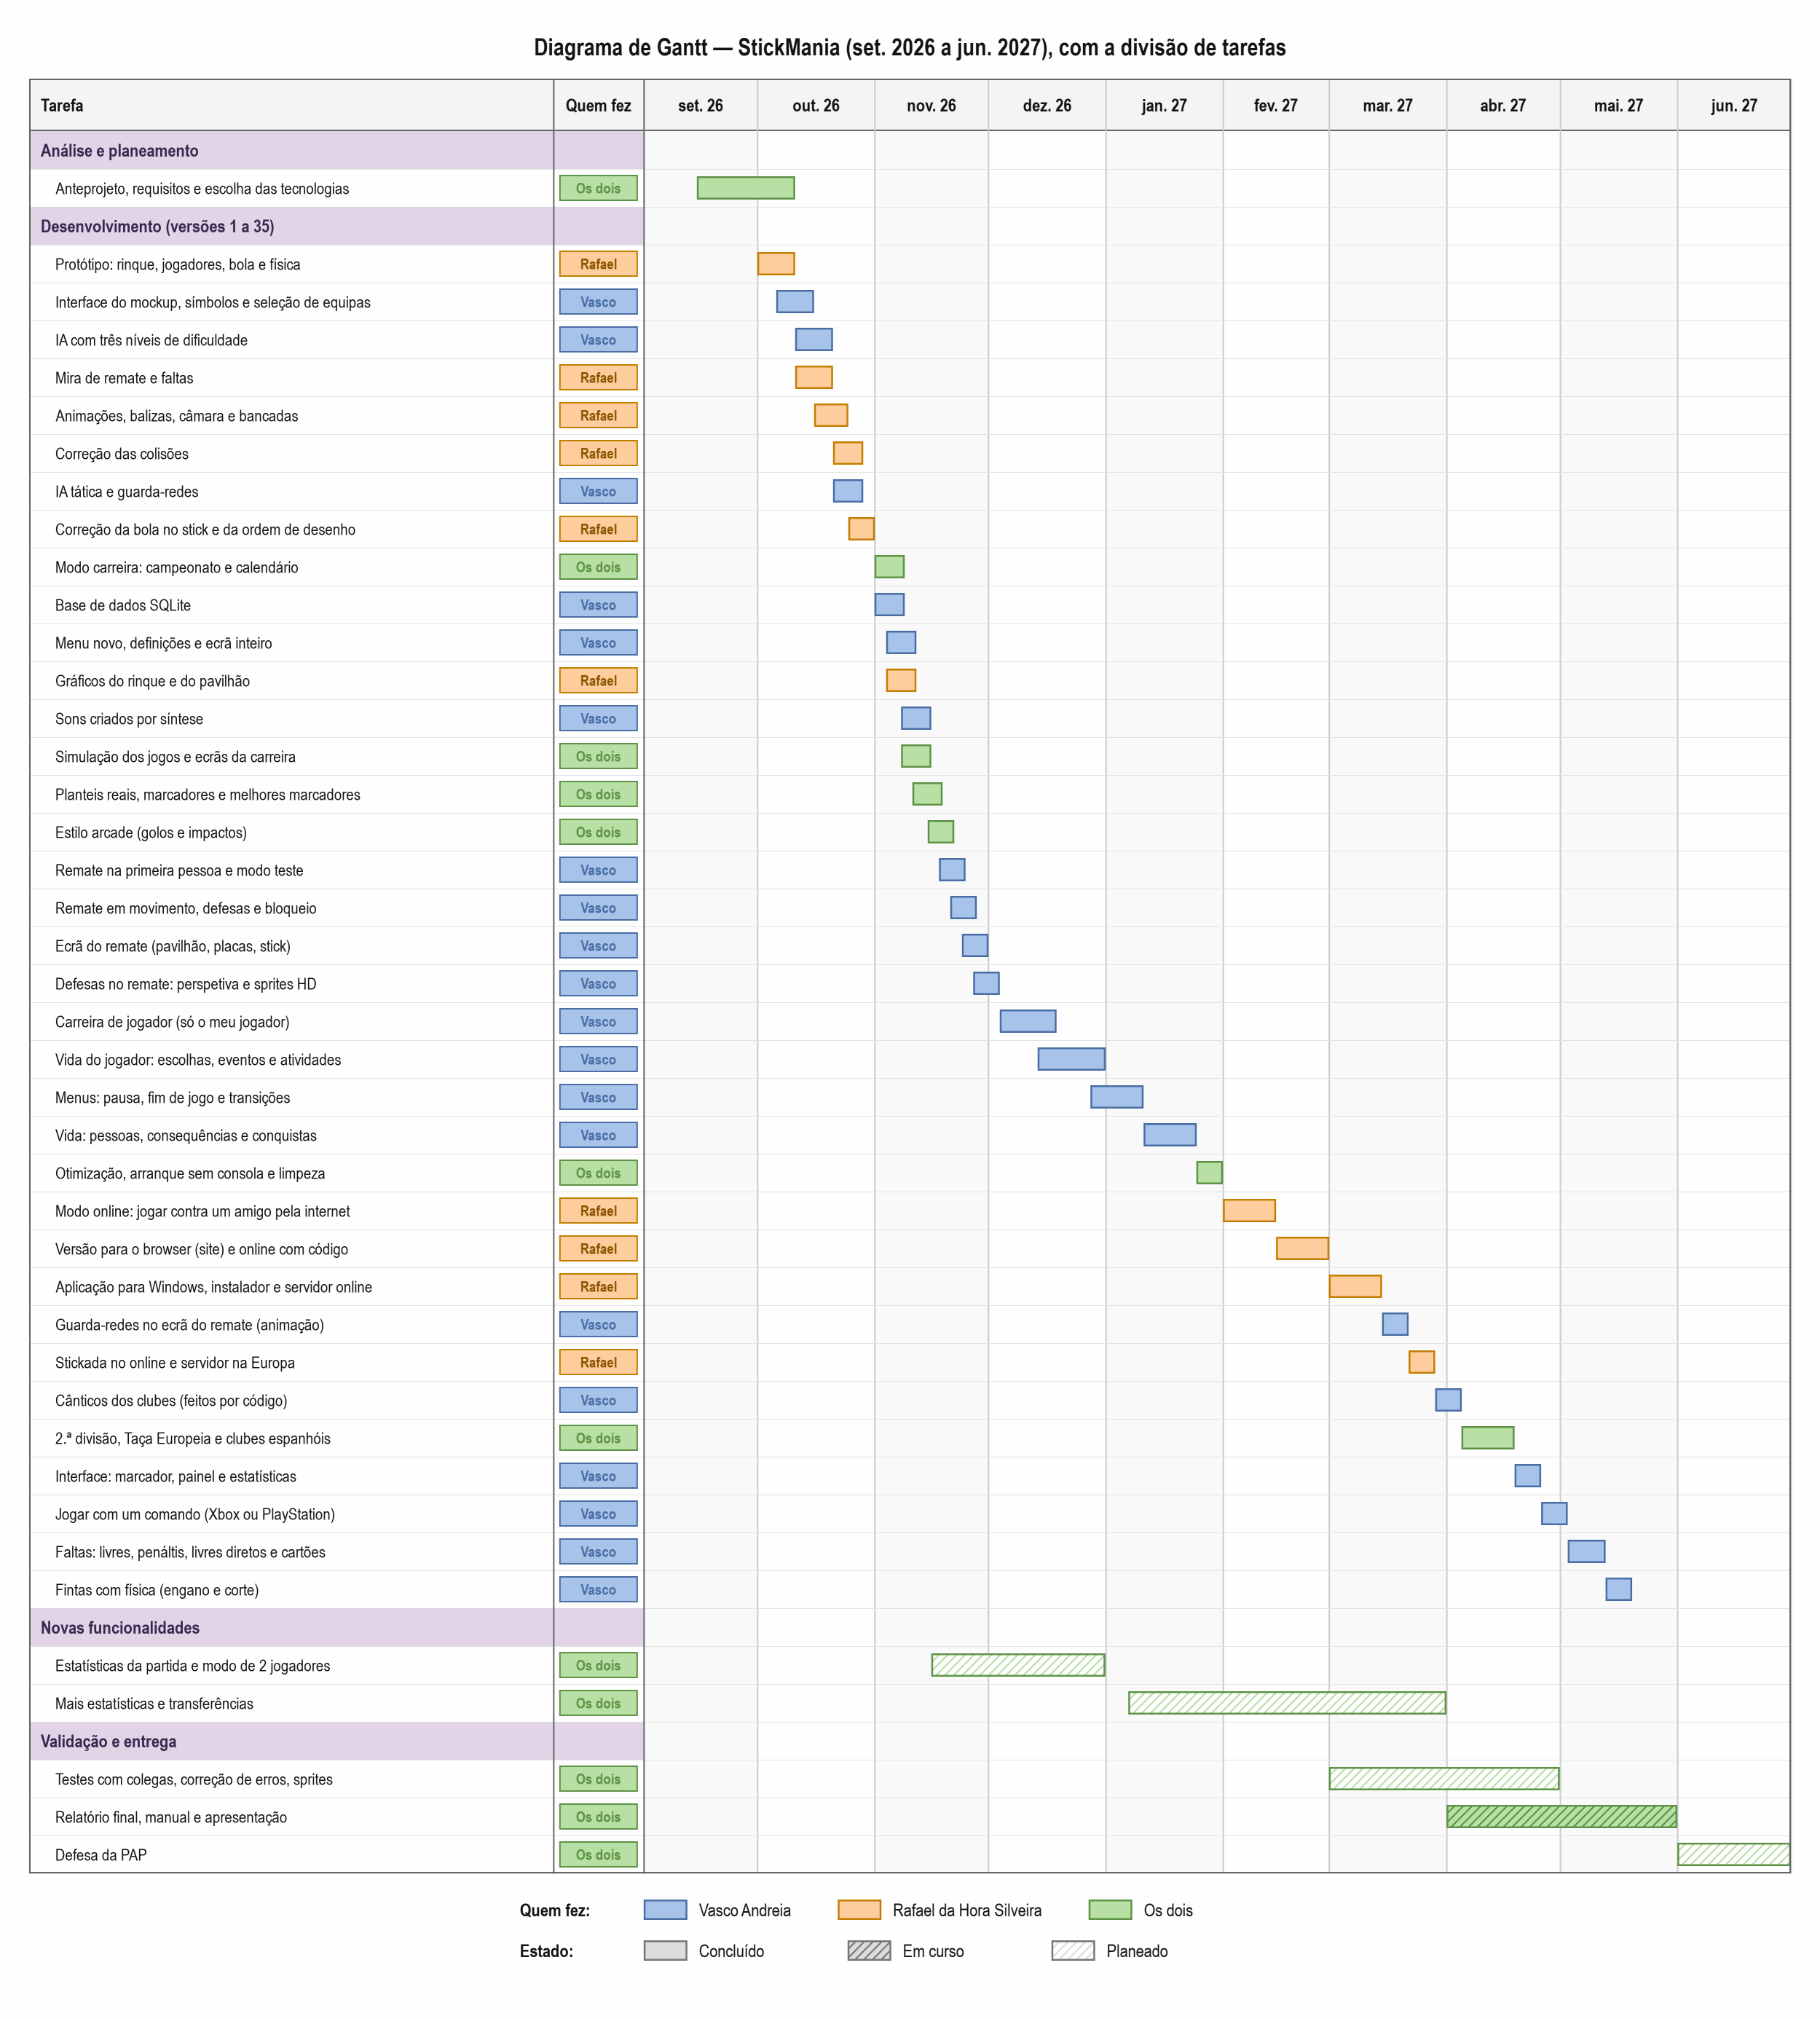 Diagrama de Gantt — StickMania (set. 2026 a jun. 2027), com a divisão de tarefas
Tarefa Quem fez set. 26 out. 26 nov. 26 dez. 26 jan. 27 fev. 27 mar. 27 abr. 27 mai. 27 jun. 27
Análise e planeamento
Anteprojeto, requisitos e escolha das tecnologias Os dois
Desenvolvimento (versões 1 a 35)
Protótipo: rinque, jogadores, bola e física Rafael
Interface do mockup, símbolos e seleção de equipas Vasco
IA com três níveis de dificuldade Vasco
Mira de remate e faltas Rafael
Animações, balizas, câmara e bancadas Rafael
Correção das colisões Rafael
IA tática e guarda-redes Vasco
Correção da bola no stick e da ordem de desenho Rafael
Modo carreira: campeonato e calendário Os dois
Base de dados SQLite Vasco
Menu novo, definições e ecrã inteiro Vasco
Gráficos do rinque e do pavilhão Rafael
Sons criados por síntese Vasco
Simulação dos jogos e ecrãs da carreira Os dois
Planteis reais, marcadores e melhores marcadores Os dois
Estilo arcade (golos e impactos) Os dois
Remate na primeira pessoa e modo teste Vasco
Remate em movimento, defesas e bloqueio Vasco
Ecrã do remate (pavilhão, placas, stick) Vasco
Defesas no remate: perspetiva e sprites HD Vasco
Carreira de jogador (só o meu jogador) Vasco
Vida do jogador: escolhas, eventos e atividades Vasco
Menus: pausa, fim de jogo e transições Vasco
Vida: pessoas, consequências e conquistas Vasco
Otimização, arranque sem consola e limpeza Os dois
Modo online: jogar contra um amigo pela internet Rafael
Versão para o browser (site) e online com código Rafael
Aplicação para Windows, instalador e servidor online Rafael
Guarda-redes no ecrã do remate (animação) Vasco
Stickada no online e servidor na Europa Rafael
Cânticos dos clubes (feitos por código) Vasco
2.ª divisão, Taça Europeia e clubes espanhóis Os dois
Interface: marcador, painel e estatísticas Vasco
Jogar com um comando (Xbox ou PlayStation) Vasco
Faltas: livres, penáltis, livres diretos e cartões Vasco
Fintas com física (engano e corte) Vasco
Novas funcionalidades
Estatísticas da partida e modo de 2 jogadores Os dois
Mais estatísticas e transferências Os dois
Validação e entrega
Testes com colegas, correção de erros, sprites Os dois
Relatório final, manual e apresentação Os dois
Defesa da PAP Os dois
Quem fez: Vasco Andreia Rafael da Hora Silveira Os dois
Estado: Concluído Em curso Planeado